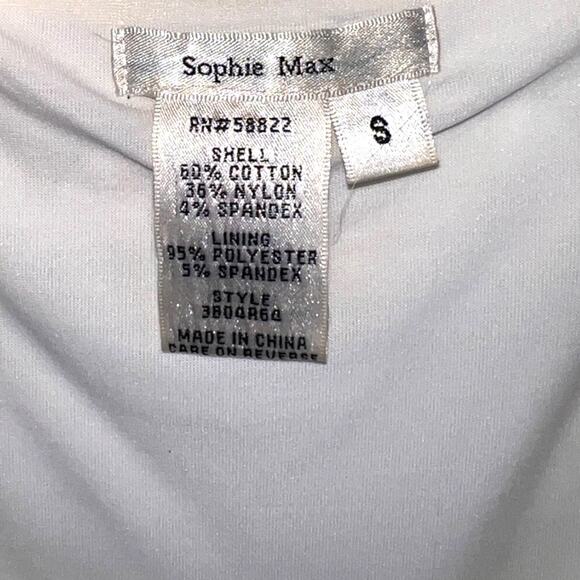 Sophie Max
S
RN#58822
SHELL
60% COTTON
36% NYLON
4% SPANDEX
LINING
95% POLYESTER
5% SPANDEX
STYLE
3804R64
MADE IN CHINA
CARE ON REVERSE